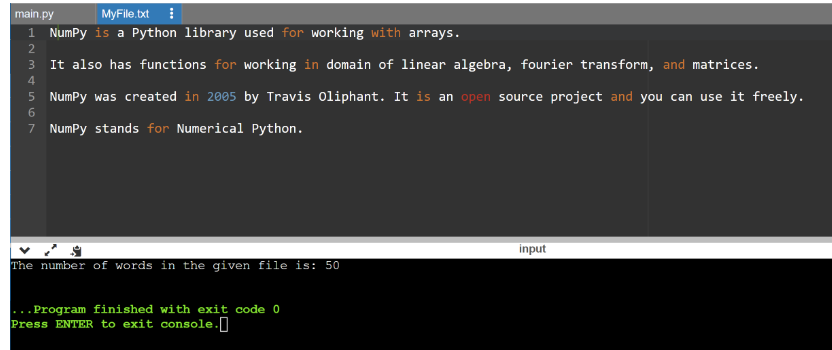 main.py MyFile.txt
1 NumPy is a Python library used for working with arrays.
2
3 It also has functions for working in domain of linear algebra, fourier transform, and matrices.
4
5 NumPy was created in 2005 by Travis Oliphant. It is an open source project and you can use it freely.
6
7 NumPy stands for Numerical Python.
input
The number of words in the given file is: 50
...Program finished with exit code 0
Press ENTER to exit console.